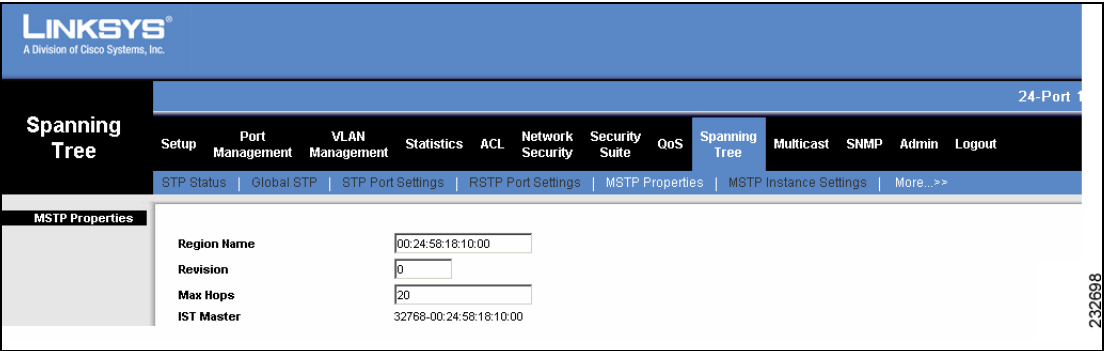 LINKSYS®
A Division of Cisco Systems, Inc.
24-Port 1
Spanning Tree
Setup Port Management VLAN Management Statistics ACL Network Security Security Suite QoS Spanning Tree Multicast SNMP Admin Logout
STP Status | Global STP | STP Port Settings | RSTP Port Settings | MSTP Properties | MSTP Instance Settings | More...>>
MSTP Properties
Region Name 00:24:58:18:10:00
Revision 0
Max Hops 20
IST Master 32768-00:24:58:18:10:00
232698